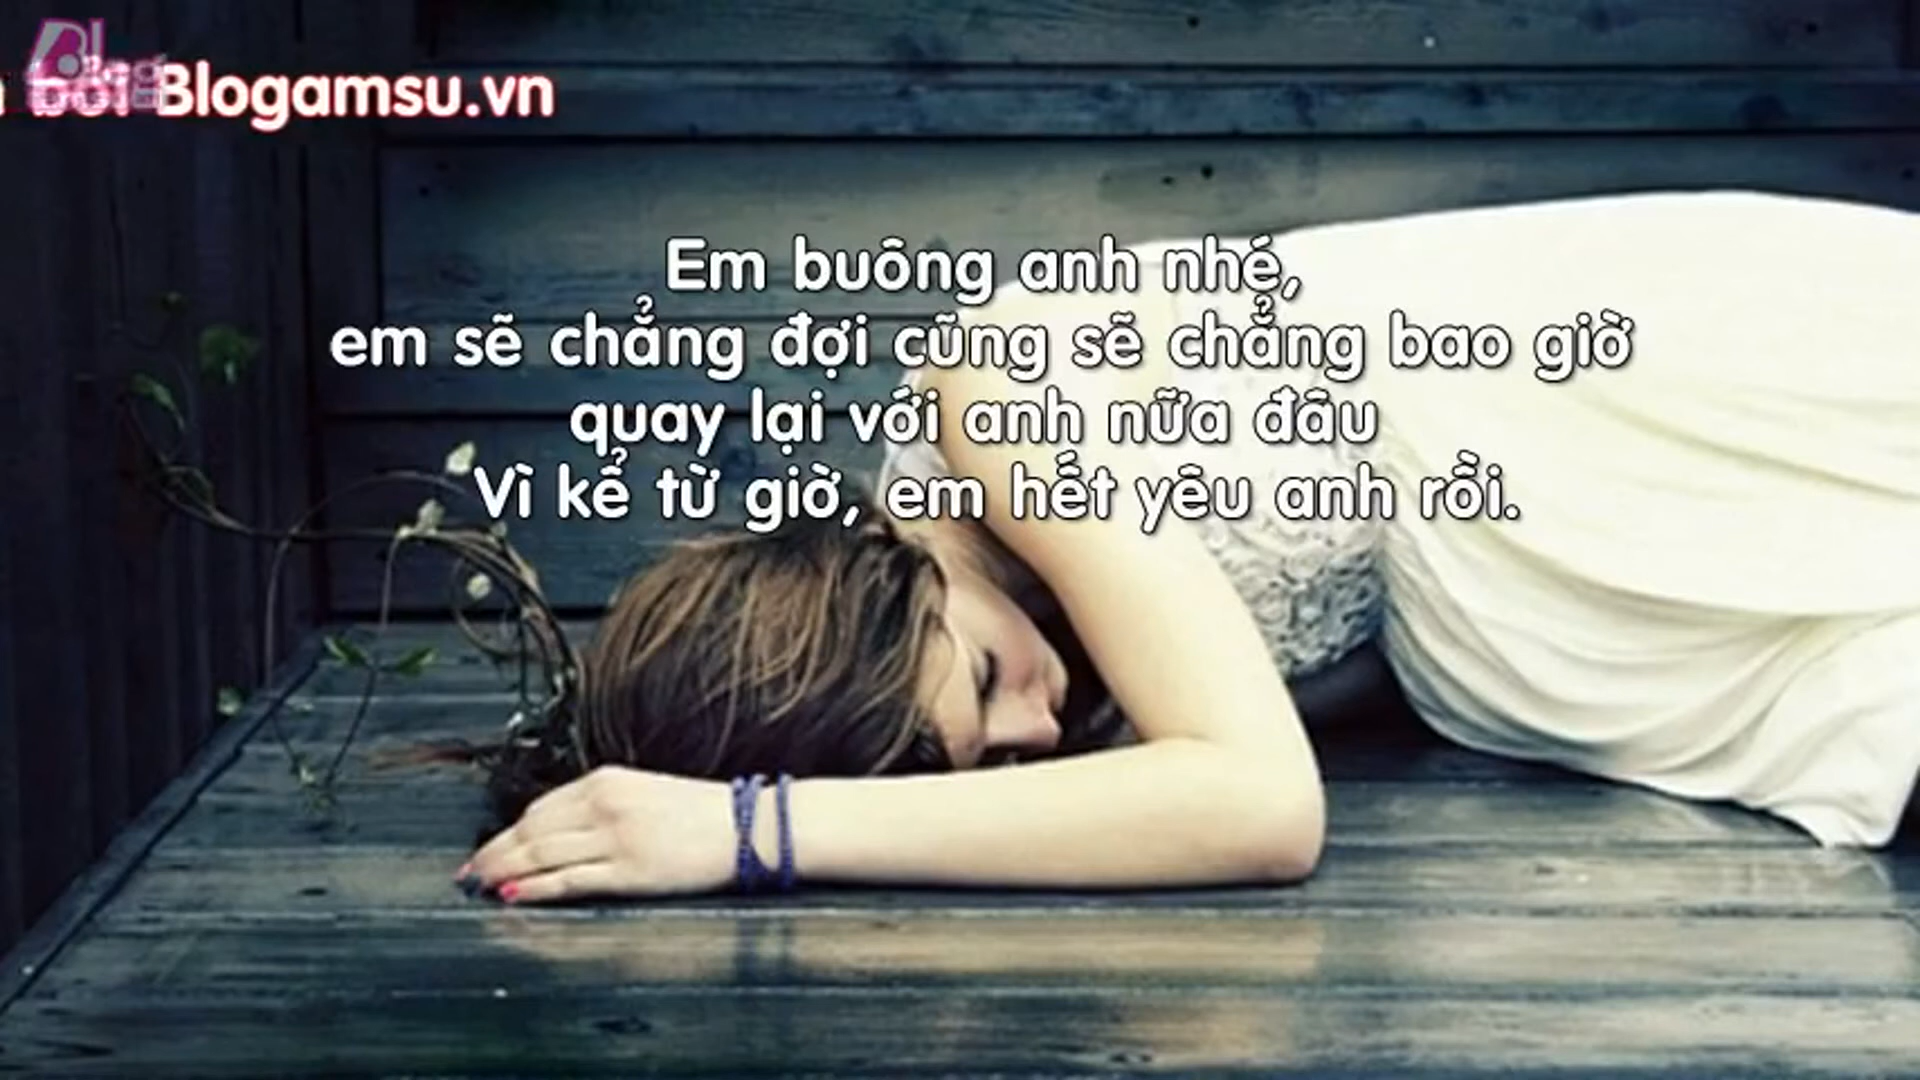 bởi Blogamsu.vn
Em buông anh nhé,
em sẽ chẳng đợi cũng sẽ chẳng bao giờ
quay lại với anh nữa đâu
Vì kể từ giờ, em hết yêu anh rồi.